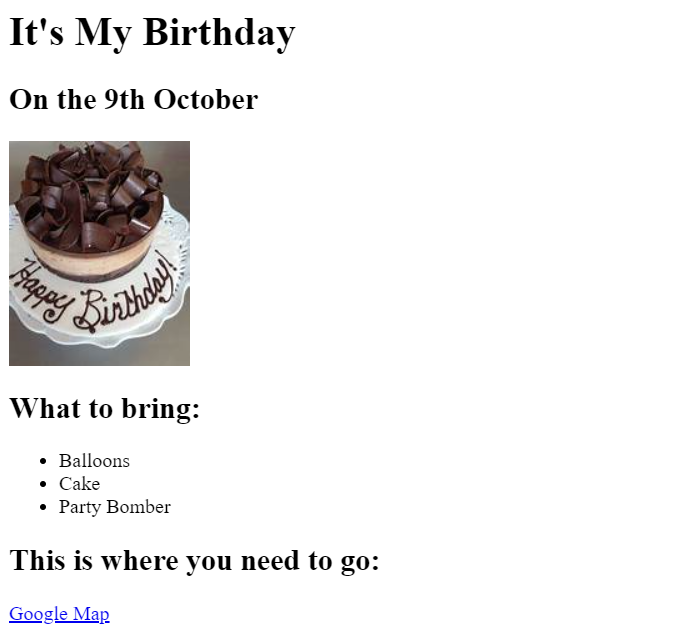 It's My Birthday
On the 9th October
Happy Birthday!
What to bring:
Balloons
Cake
Party Bomber
This is where you need to go:
Google Map